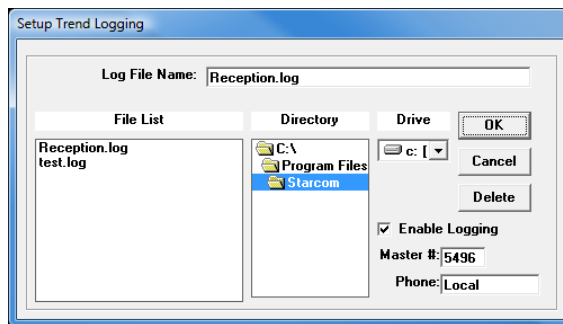 Setup Trend Logging
Log File Name: Reception.log
File List
Directory
Drive
OK
Reception.log
test.log
C:\
Program Files
Starcom
c: [
Cancel
Delete
Enable Logging
Master #: 5496
Phone: Local